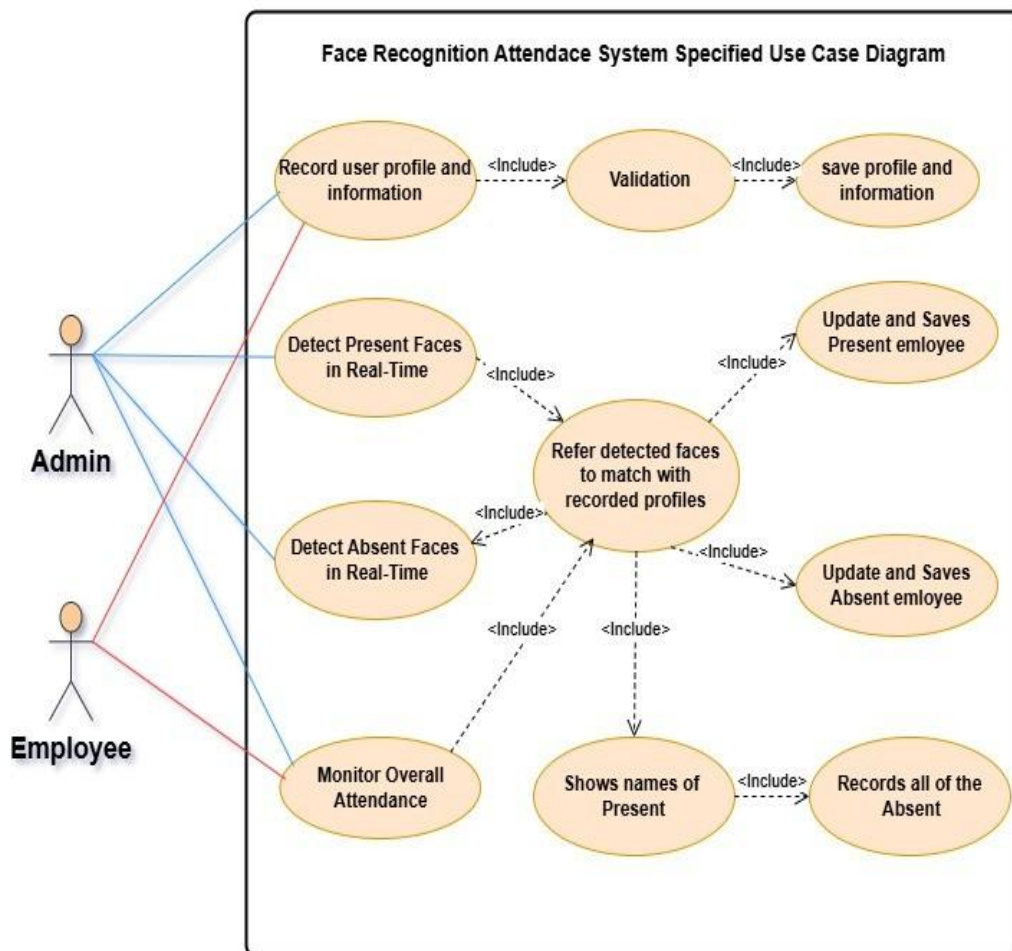 Face Recognition Attendace System Specified Use Case Diagram
Record user profile and
information
<Include>
Validation
<Include>
save profile and
information
Detect Present Faces
in Real-Time
<Include>
Update and Saves
Present emloyee
<Include>
Admin
Refer detected faces
to match with
recorded profiles
Detect Absent Faces
in Real-Time
<Include>
<Include>
Update and Saves
Absent emloyee
<Include>
<Include>
Employee
Monitor Overall
Attendance
Shows names of
Present
<Include>
Records all of the
Absent